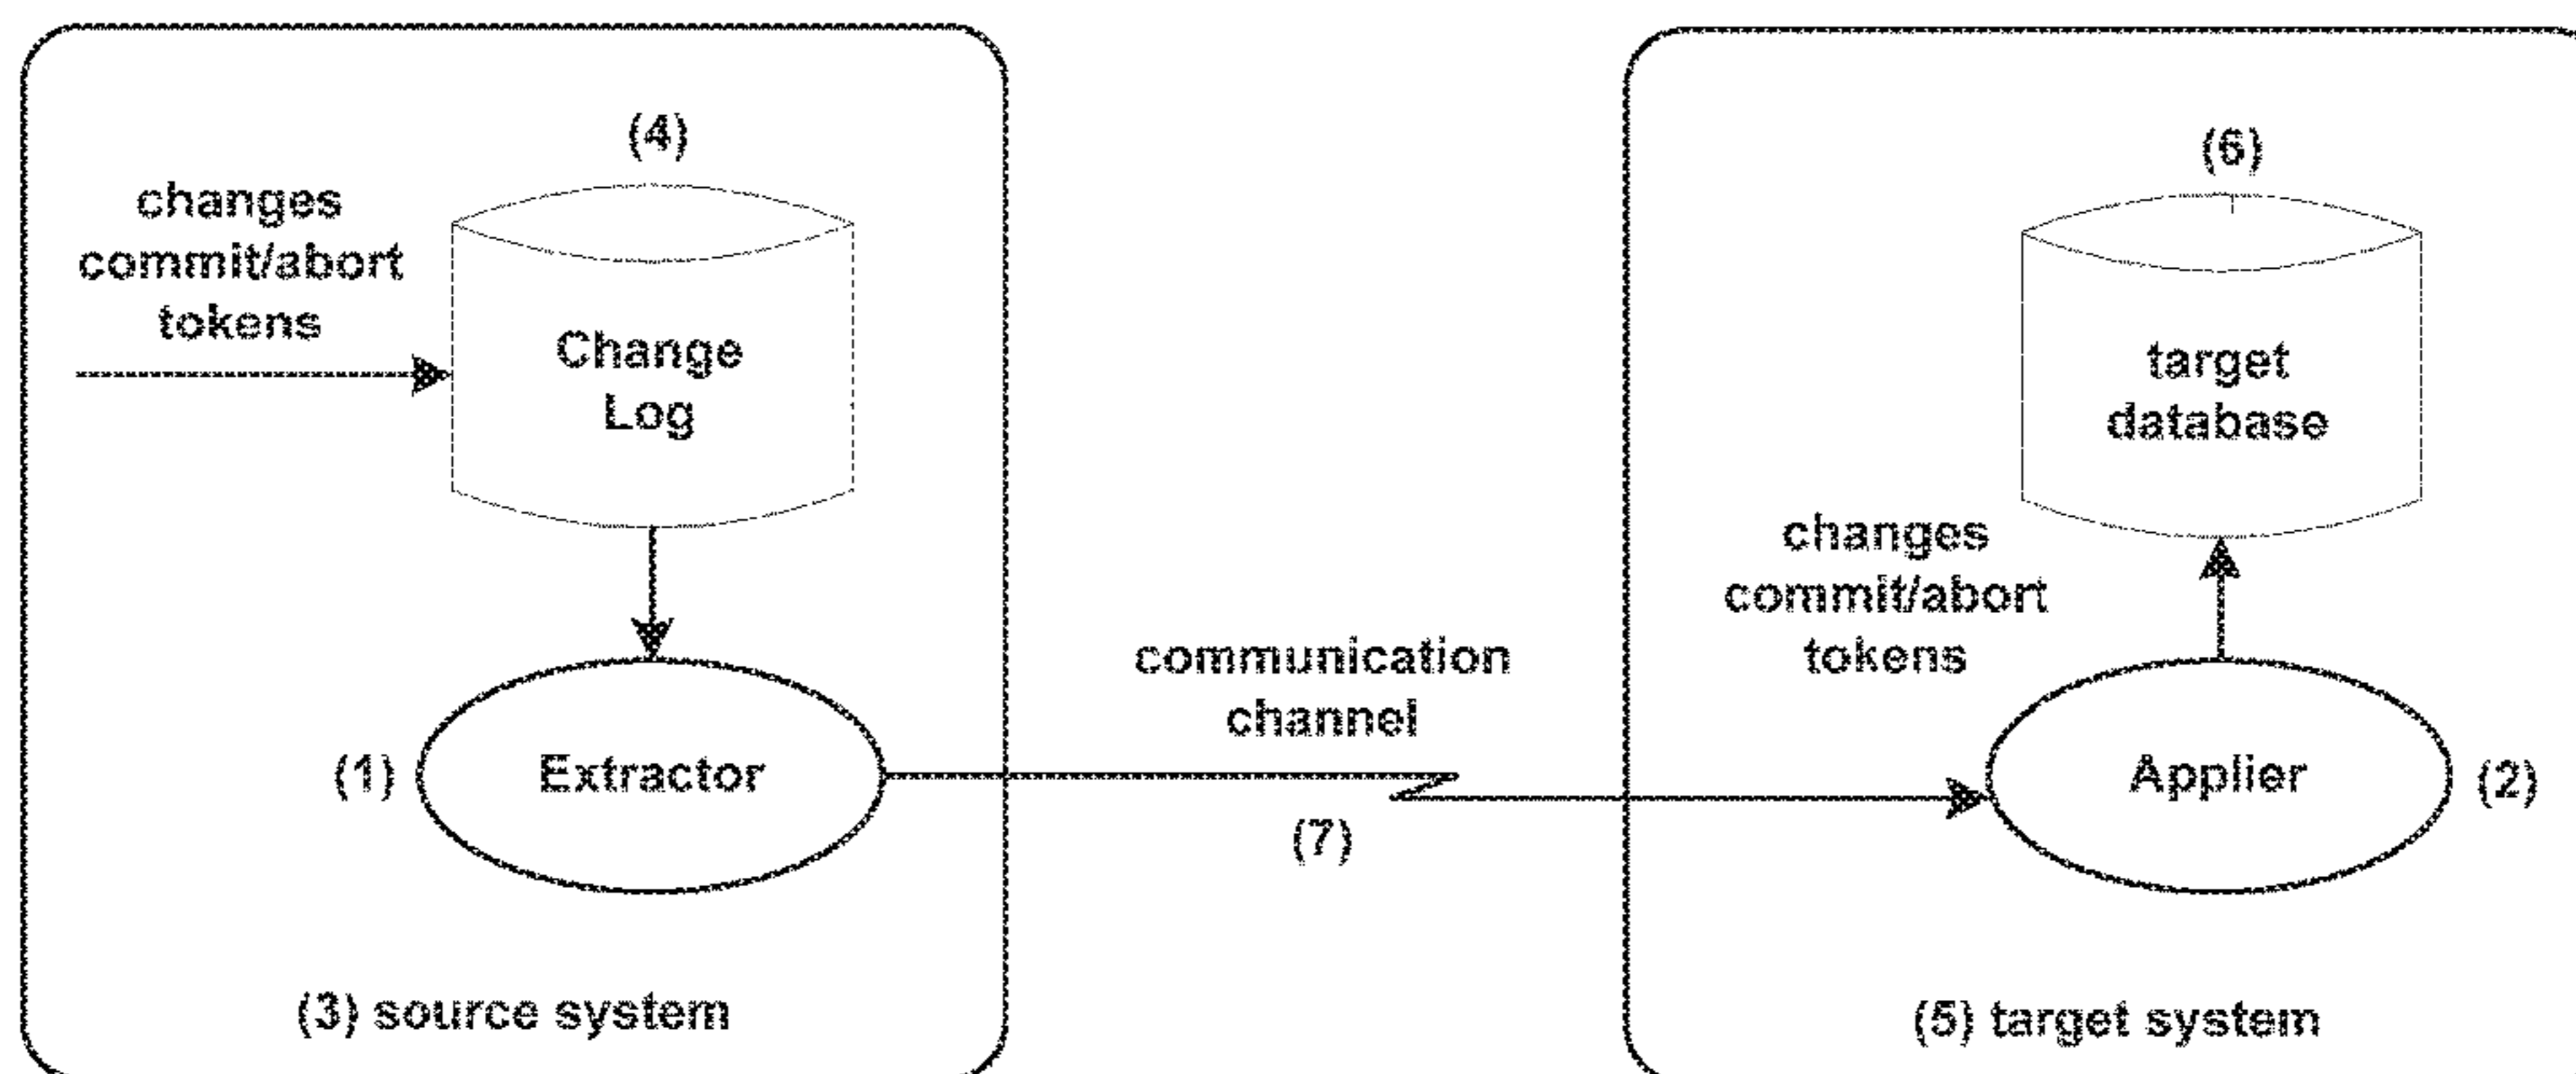 (4)
changes
commit/abort
tokens
Change
Log
(1)
Extractor
(3) source system
communication
channel
(7)
(6)
target
database
changes
commit/abort
tokens
Applier
(2)
(5) target system